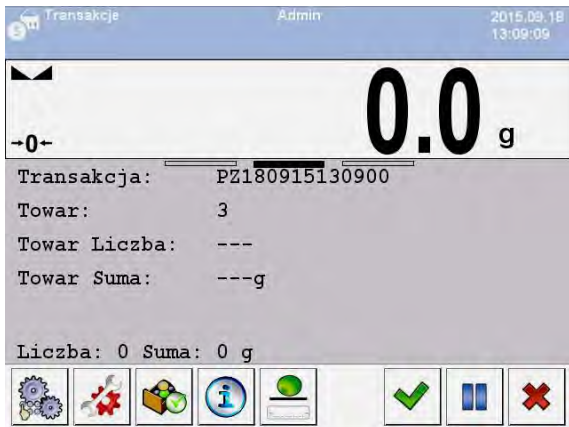 Transakcje Admin 2015.09.18
13:09:09
→0← 0.0 g
Transakcja: PZ180915130900
Towar: 3
Towar Liczba: ---
Towar Suma: ---g
Liczba: 0 Suma: 0 g